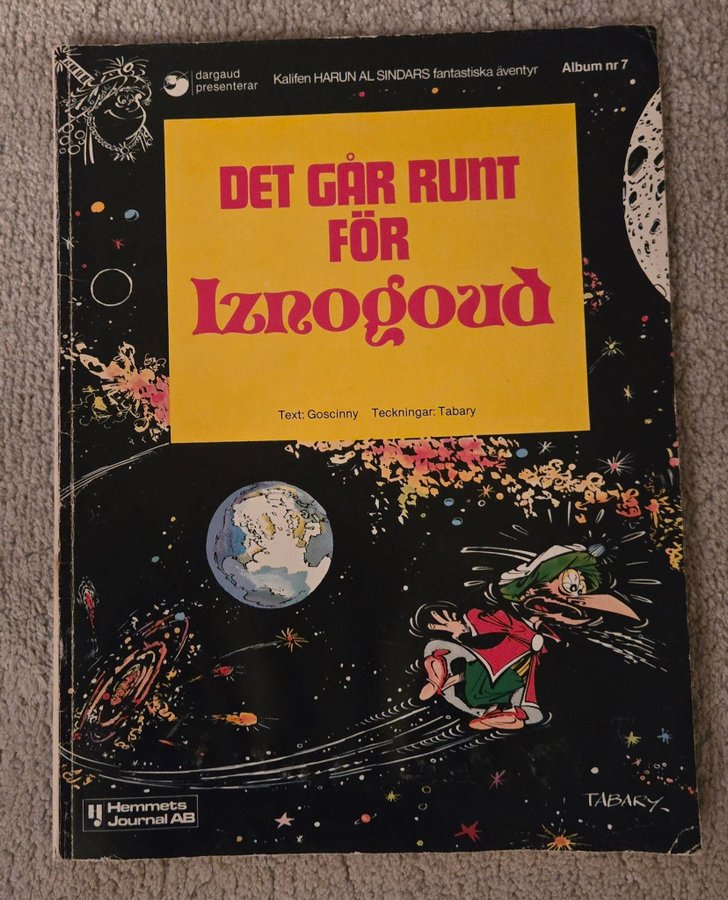 dargaud
presenterar
Kalifen HARUN AL SINDARS fantastiska äventyr
Album nr 7
DET GÅR RUNT
FÖR
Iznogoud
Text: Goscinny Teckningar: Tabary
TABARY
Hemmets
Journal AB